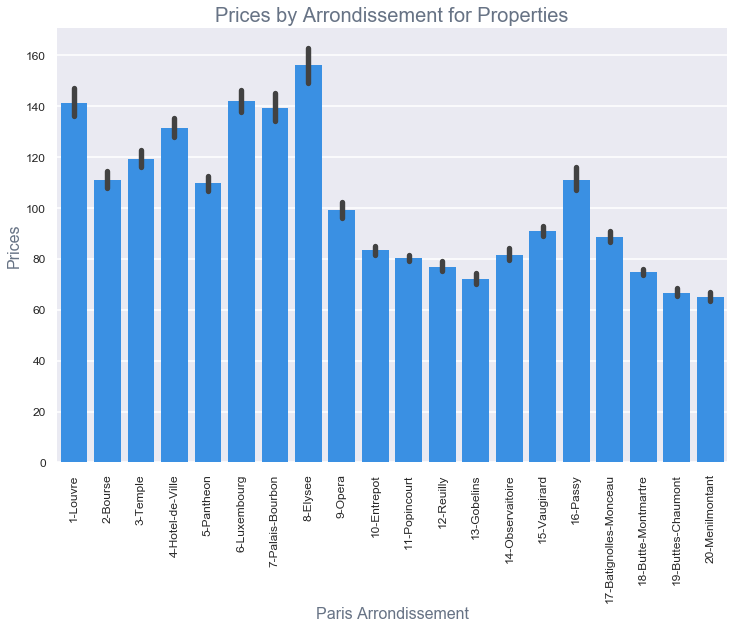 Prices by Arrondissement for Properties
Prices
160
140
120
100
80
60
40
20
0
1-Louvre
2-Bourse
3-Temple
4-Hotel-de-Ville
5-Pantheon
6-Luxembourg
7-Palais-Bourbon
8-Elysee
9-Opera
10-Entrepot
11-Popincourt
12-Reuilly
13-Gobelins
14-Observaitoire
15-Vaugirard
16-Passy
17-Batignolles-Monceau
18-Butte-Montmartre
19-Buttes-Chaumont
20-Menilmontant
Paris Arrondissement